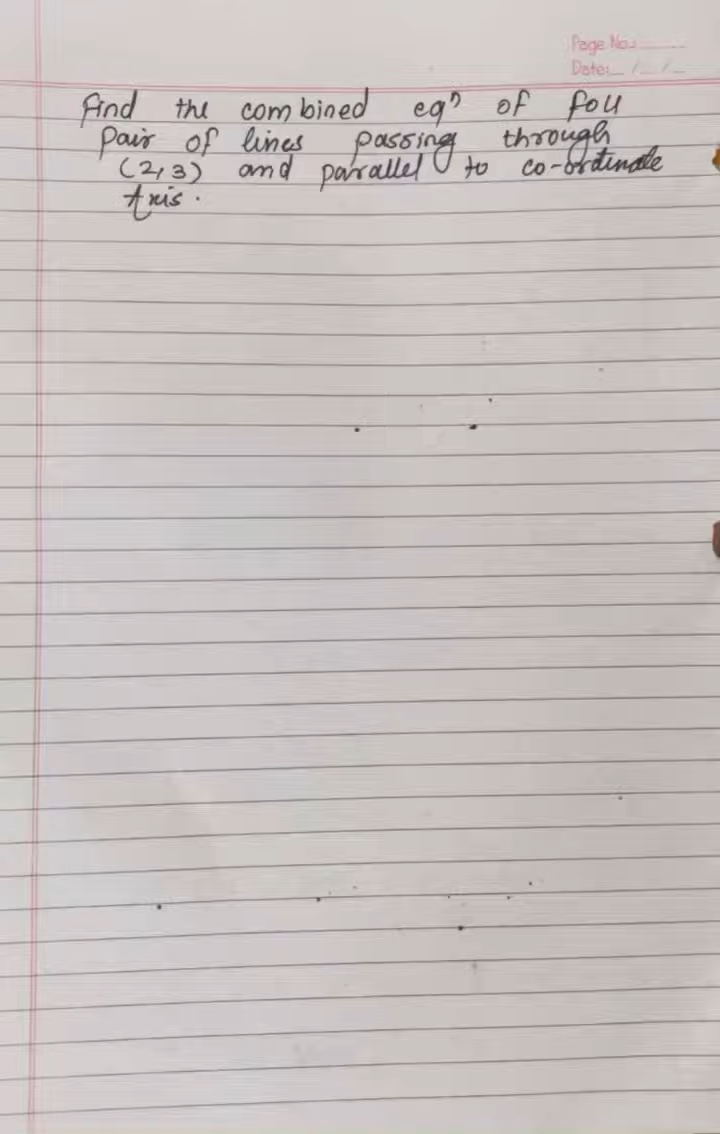 Page No.:
Date: / /
Find the combined eqn of foll
pair of lines passing through
(2,3) and parallel to co-ordinate
Axis.